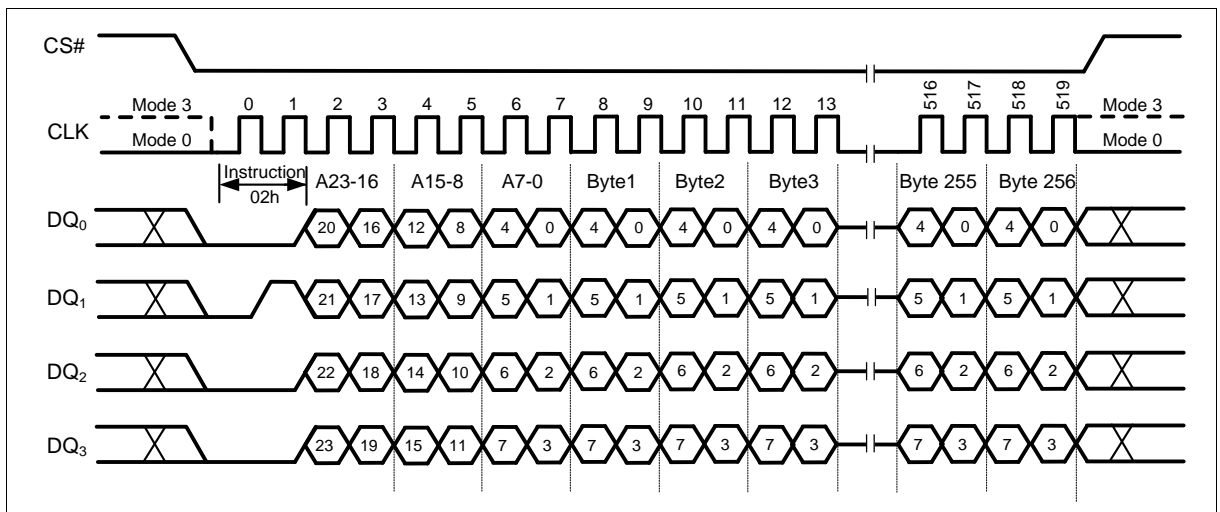 CS#
Mode 3 0 1 2 3 4 5 6 7 8 9 10 11 12 13 516 517 518 519 Mode 3
CLK
Mode 0 Mode 0
Instruction A23-16 A15-8 A7-0 Byte1 Byte2 Byte3 Byte 255 Byte 256
02h
DQ0 20 16 12 8 4 0 4 0 4 0 4 0 4 0 4 0
DQ1 21 17 13 9 5 1 5 1 5 1 5 1 5 1 5 1
DQ2 22 18 14 10 6 2 6 2 6 2 6 2 6 2 6 2
DQ3 23 19 15 11 7 3 7 3 7 3 7 3 7 3 7 3